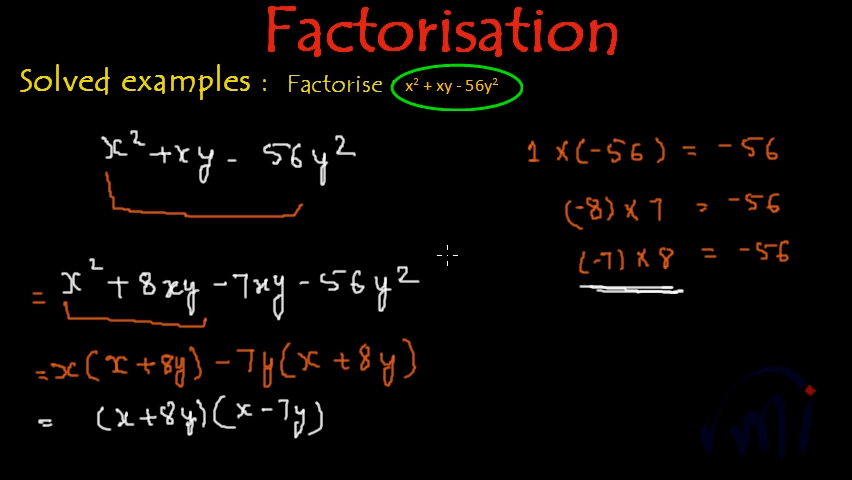 Factorisation
Solved examples : Factorise x² + xy - 56y²
x² + xy - 56y²
1 × (-56) = -56
(-8) × 7 = -56
(-7) × 8 = -56
= x² + 8xy - 7xy - 56y²
= x(x + 8y) - 7y(x + 8y)
= (x + 8y)(x - 7y)
rmi